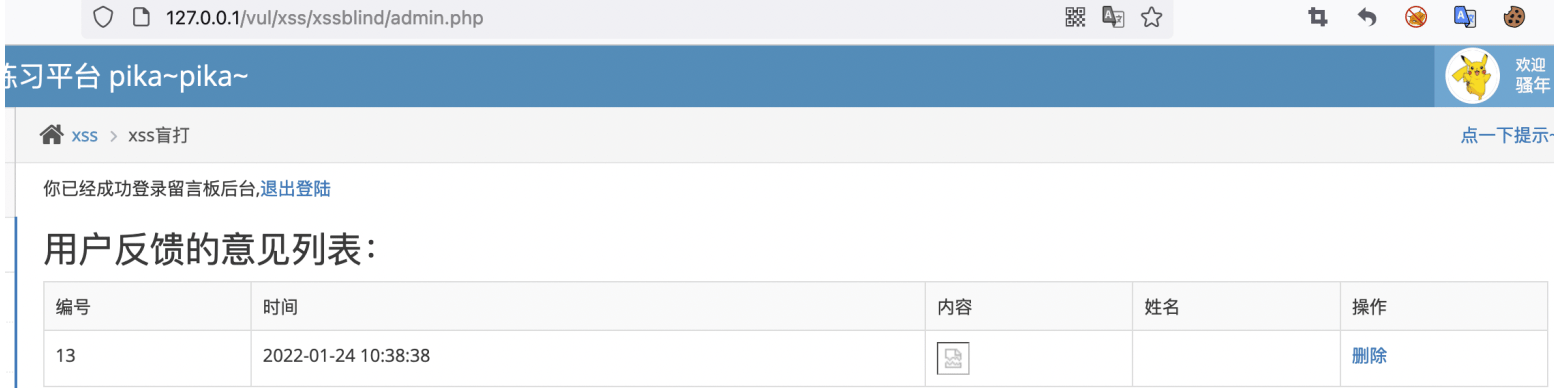 127.0.0.1/vul/xss/xssblind/admin.php
练习平台 pika~pika~
欢迎
骚年
xss > xss盲打
点一下提示~
你已经成功登录留言板后台,退出登陆
用户反馈的意见列表：
编号 时间 内容 姓名 操作
13 2022-01-24 10:38:38 删除